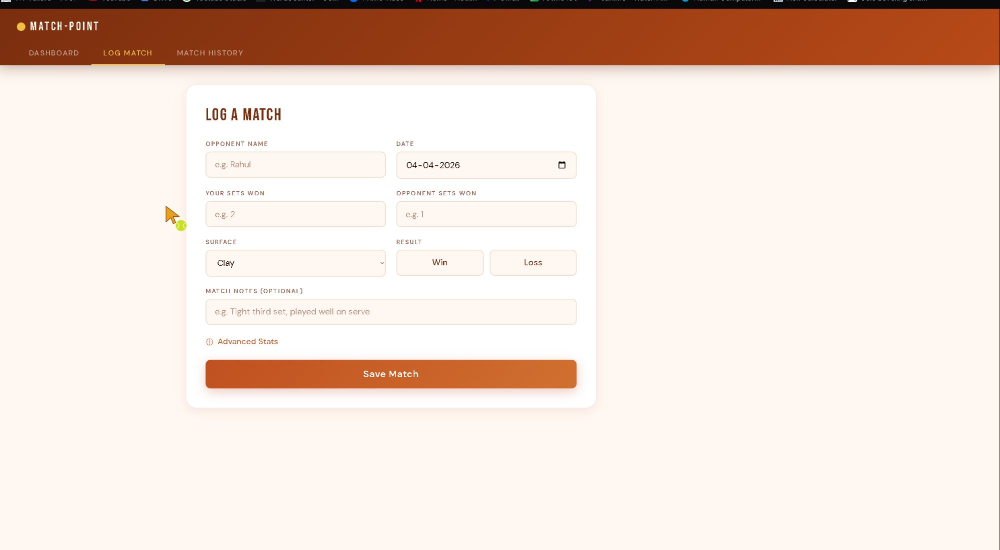 MATCH-POINT
DASHBOARD LOG MATCH MATCH HISTORY
LOG A MATCH
OPPONENT NAME DATE
e.g. Rahul 04-04-2026
YOUR SETS WON OPPONENT SETS WON
e.g. 2 e.g. 1
SURFACE RESULT
Clay Win Loss
MATCH NOTES (OPTIONAL)
e.g. Tight third set, played well on serve
Advanced Stats
Save Match